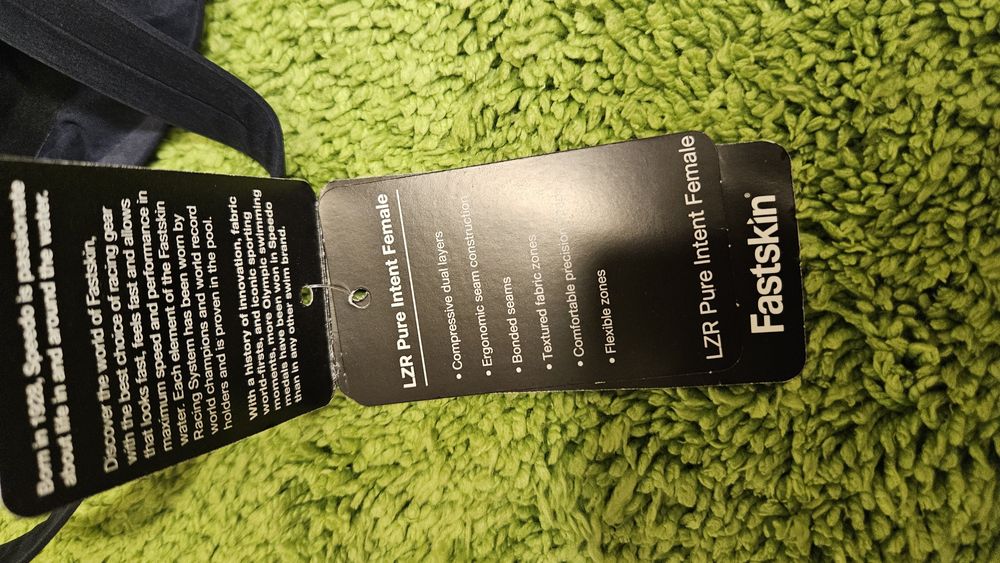 Born in 1928, Speedo is passionate
about life in and around the water.
Discover the world of Fastskin,
with the best choice of racing gear
that looks fast, feels fast and allows
maximum speed and performance in
water. Each element of the Fastskin
Racing System has been worn by
world champions and world record
holders and is proven in the pool.
With a history of innovation, fabric
world-firsts, and iconic sporting
moments, more Olympic swimming
medals have been won in Speedo
than in any other swim brand.
LZR Pure Intent Female
• Compressive dual layers
• Ergonomic seam construction
• Bonded seams
• Textured fabric zones
• Comfortable precision
• Flexible zones
LZR Pure Intent Female
Fastskin